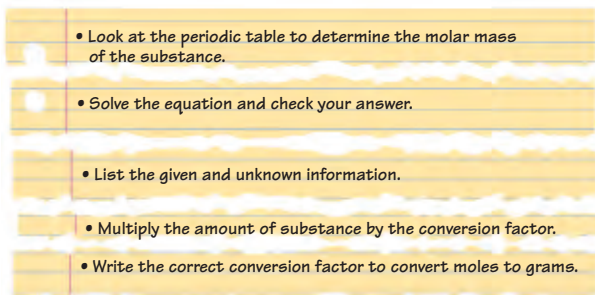 • Look at the periodic table to determine the molar mass
of the substance.
• Solve the equation and check your answer.
• List the given and unknown information.
• Multiply the amount of substance by the conversion factor.
• Write the correct conversion factor to convert moles to grams.